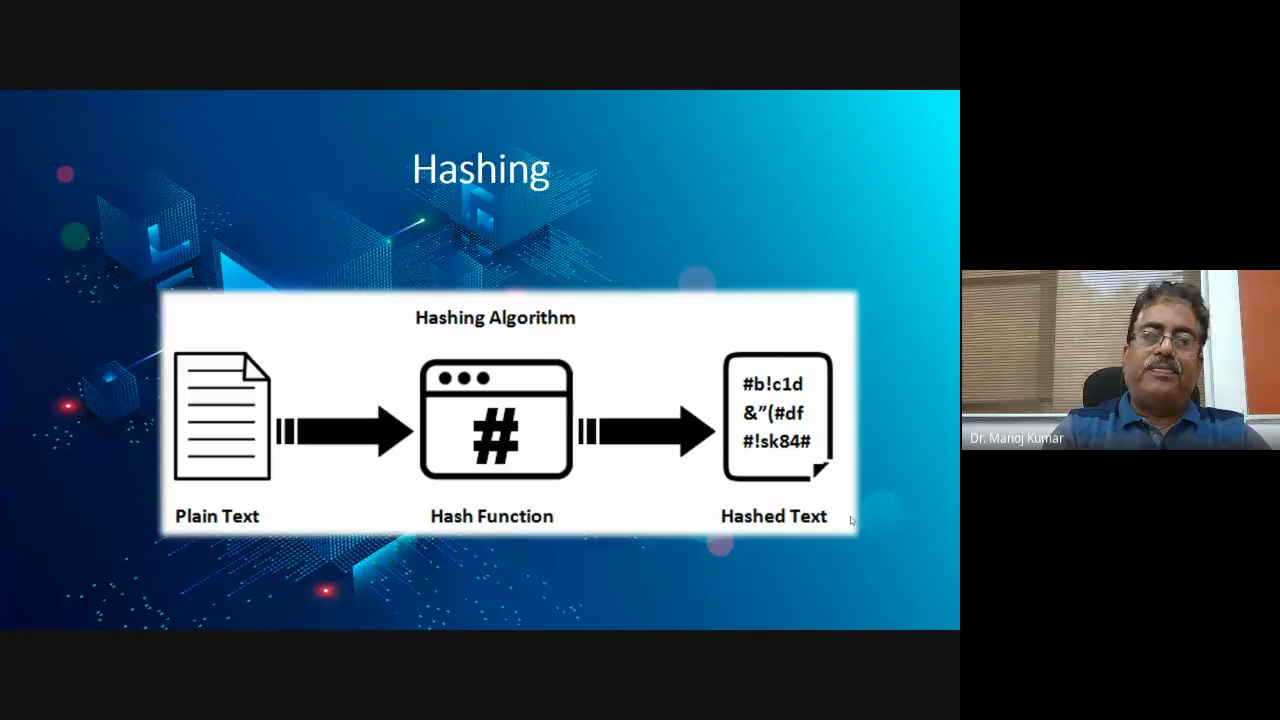 Hashing
Hashing Algorithm
#
#b!c1d
&”(#df
#!sk84#
Plain Text
Hash Function
Hashed Text
Dr. Manoj Kumar